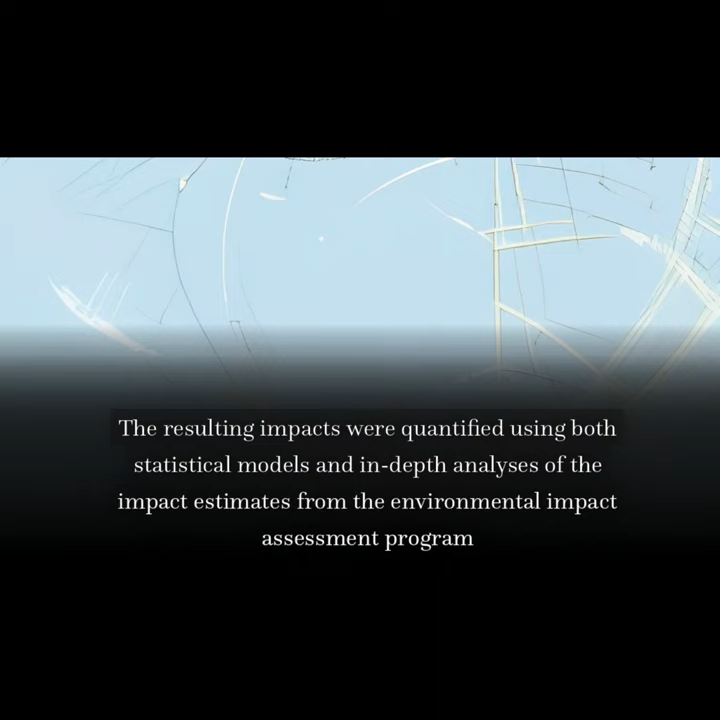 The resulting impacts were quantified using both
statistical models and in-depth analyses of the
impact estimates from the environmental impact
assessment program